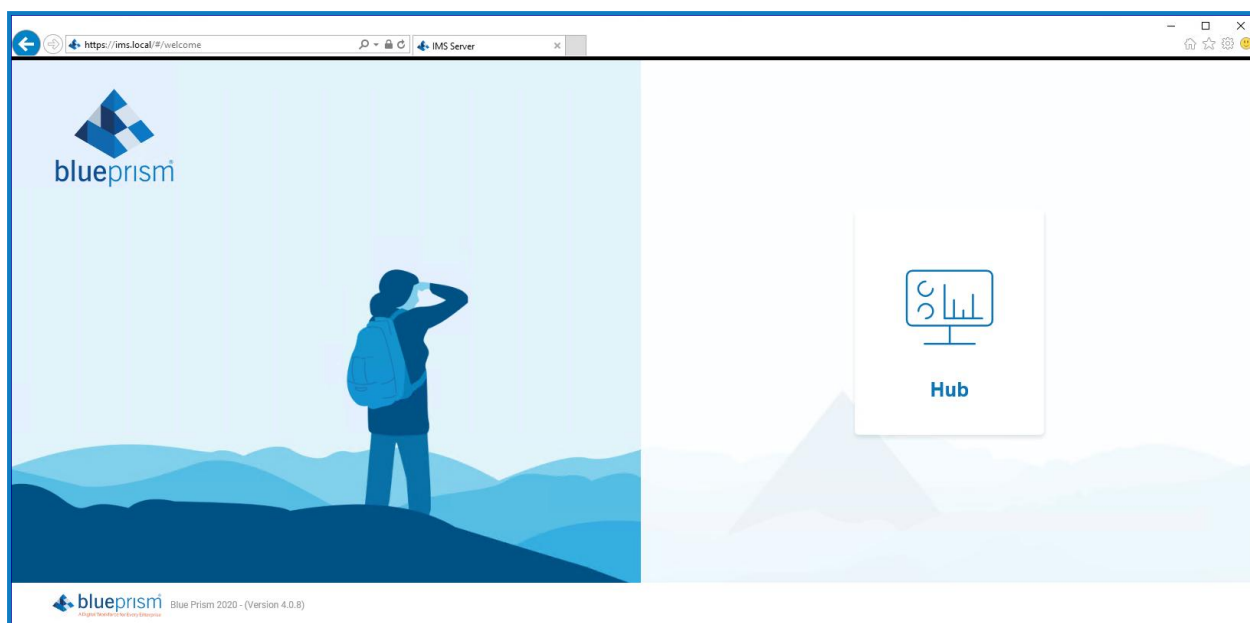 https://ims.local/#/welcome
IMS Server
blueprism
Hub
blueprism
Blue Prism 2020 - (Version 4.0.8)